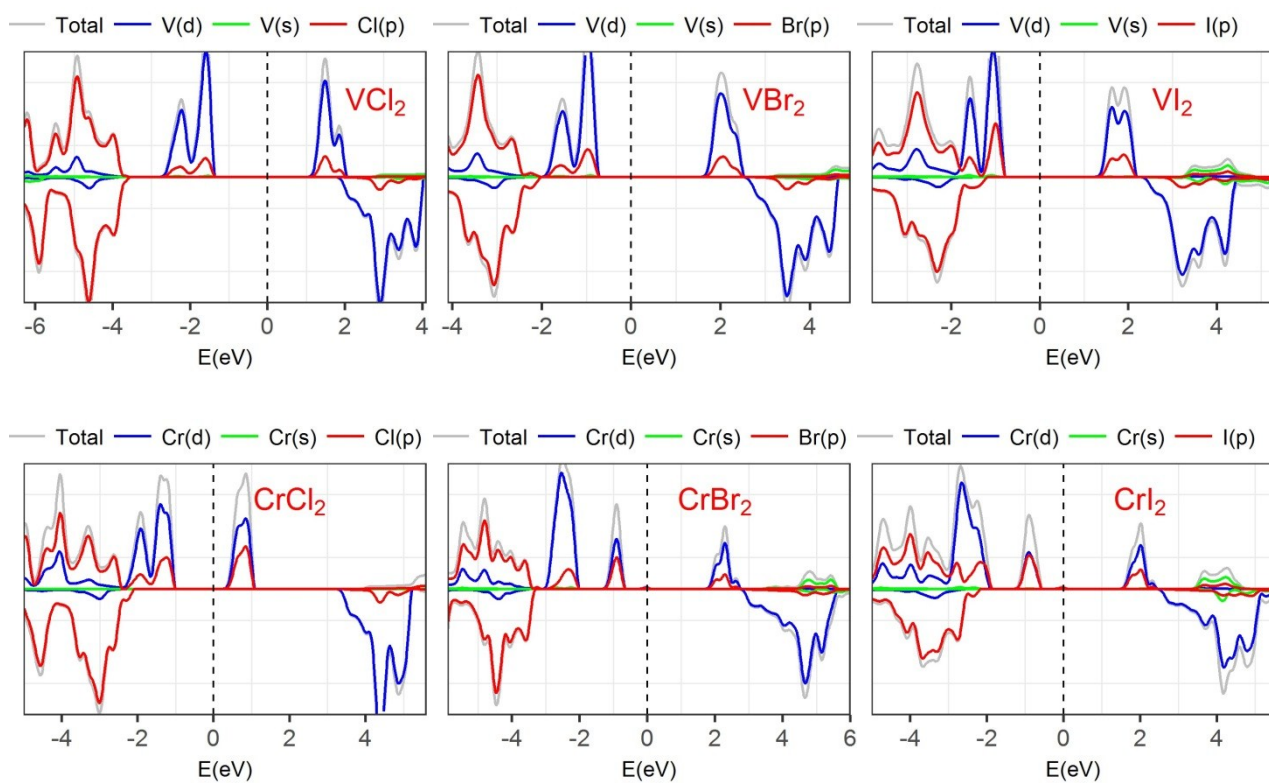 Total V(d) V(s) Cl(p) Total V(d) V(s) Br(p) Total V(d) V(s) I(p)
VCl2 VBr2 VI2
-6 -4 -2 0 2 4 -4 -2 0 2 4 -2 0 2 4
E(eV) E(eV) E(eV)
Total Cr(d) Cr(s) Cl(p) Total Cr(d) Cr(s) Br(p) Total Cr(d) Cr(s) I(p)
CrCl2 CrBr2 CrI2
-4 -2 0 2 4 -4 -2 0 2 4 6 -4 -2 0 2 4
E(eV) E(eV) E(eV)